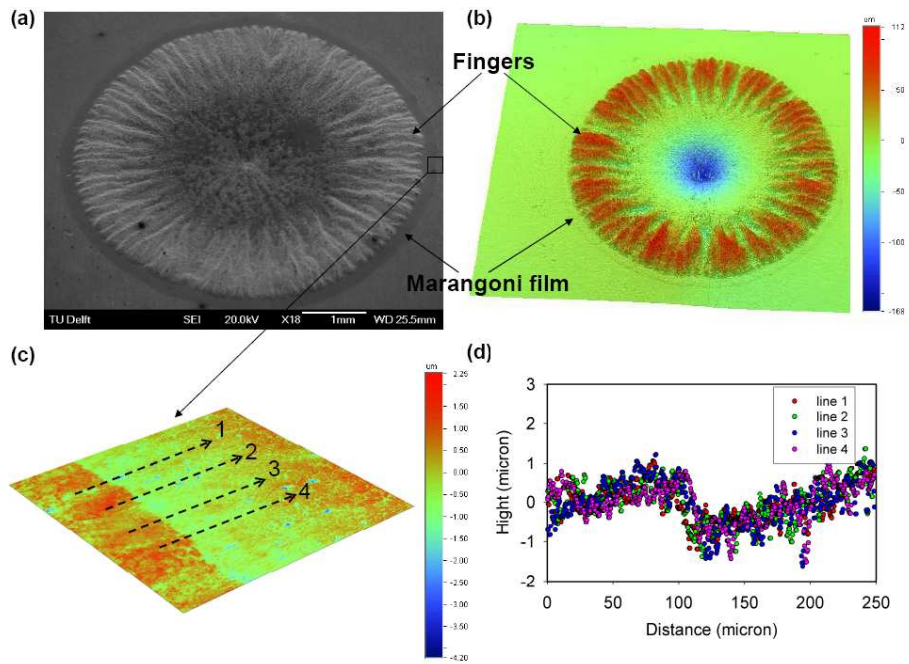 (a)
(b)
um
112
50
0
-50
-100
-168
Fingers
Marangoni film
TU Delft SEI 20.0kV X18 1mm WD 25.5mm
(c)
um
2.29
1.50
1.00
0.50
0.00
-0.50
-1.00
-1.50
-2.00
-2.50
-3.00
-3.50
-4.20
1
2
3
4
(d)
line 1
line 2
line 3
line 4
Hight (micron)
3
2
1
0
-1
-2
0 50 100 150 200 250
Distance (micron)